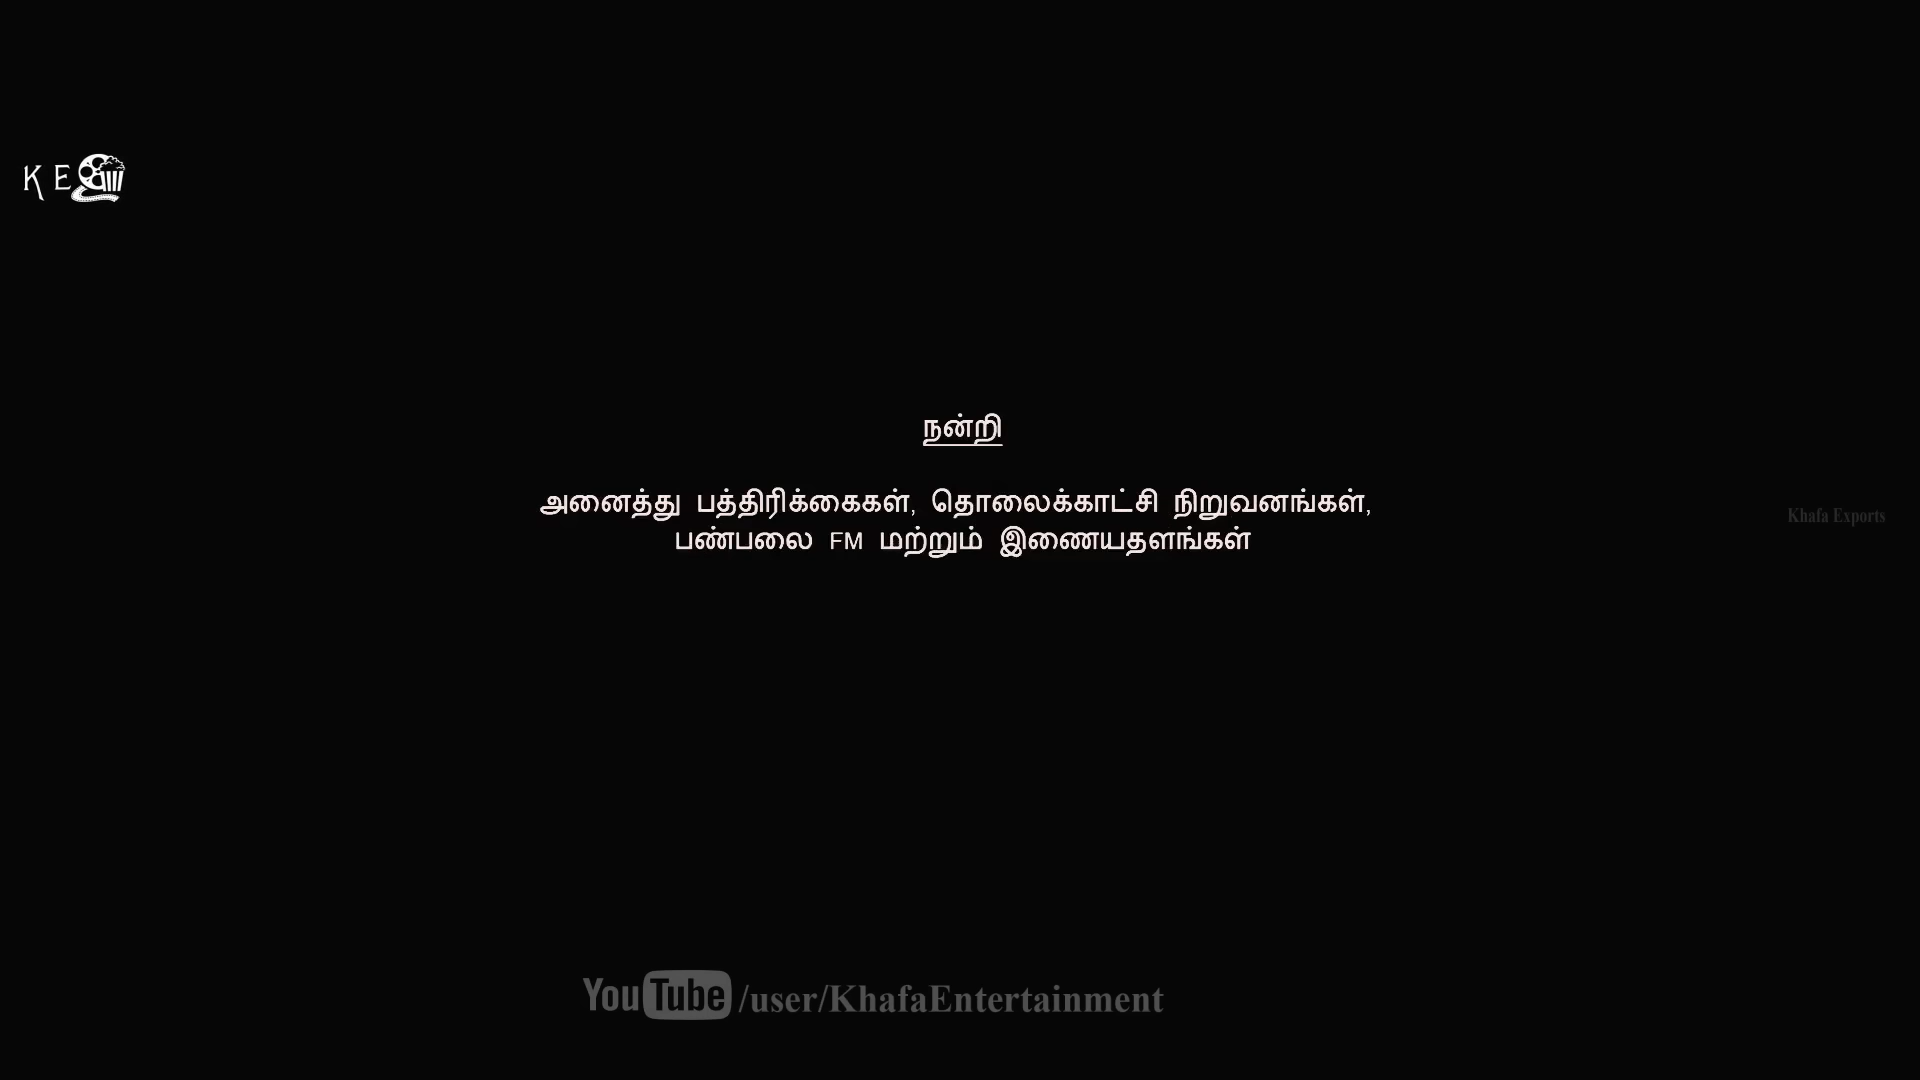 K E
நன்றி
அனைத்து பத்திரிக்கைகள், தொலைக்காட்சி நிறுவனங்கள்,
Khafa Exports
பண்பலை FM மற்றும் இணையதளங்கள்
YouTube /user/KhafaEntertainment